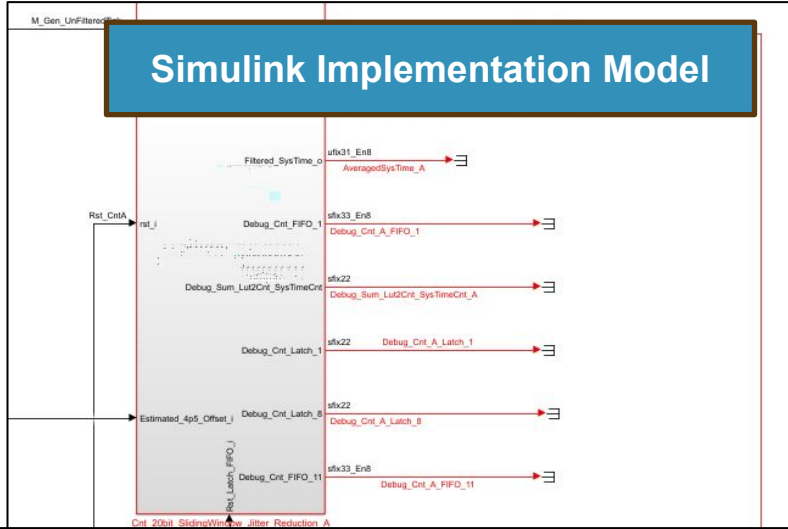 M_Gen_UnFiltered
Simulink Implementation Model
Filtered_SysTime_o
ufix31_En8
AveragedSysTime_A
Rst_CntA
rst_i
Debug_Cnt_FIFO_1
sfix33_En8
Debug_Cnt_A_FIFO_1
Debug_Sum_Lut2Cnt_SysTimeCnt
sfix22
Debug_Sum_Lut2Cnt_SysTimeCnt_A
Debug_Cnt_Latch_1
sfix22
Debug_Cnt_A_Latch_1
Estimated_4p5_Offset_i
Debug_Cnt_Latch_8
sfix22
Debug_Cnt_A_Latch_8
Rst_Latch_FIFO_i
Debug_Cnt_FIFO_11
sfix33_En8
Debug_Cnt_A_FIFO_11
Cnt_20bit_SlidingWindow_Jitter_Reduction_A